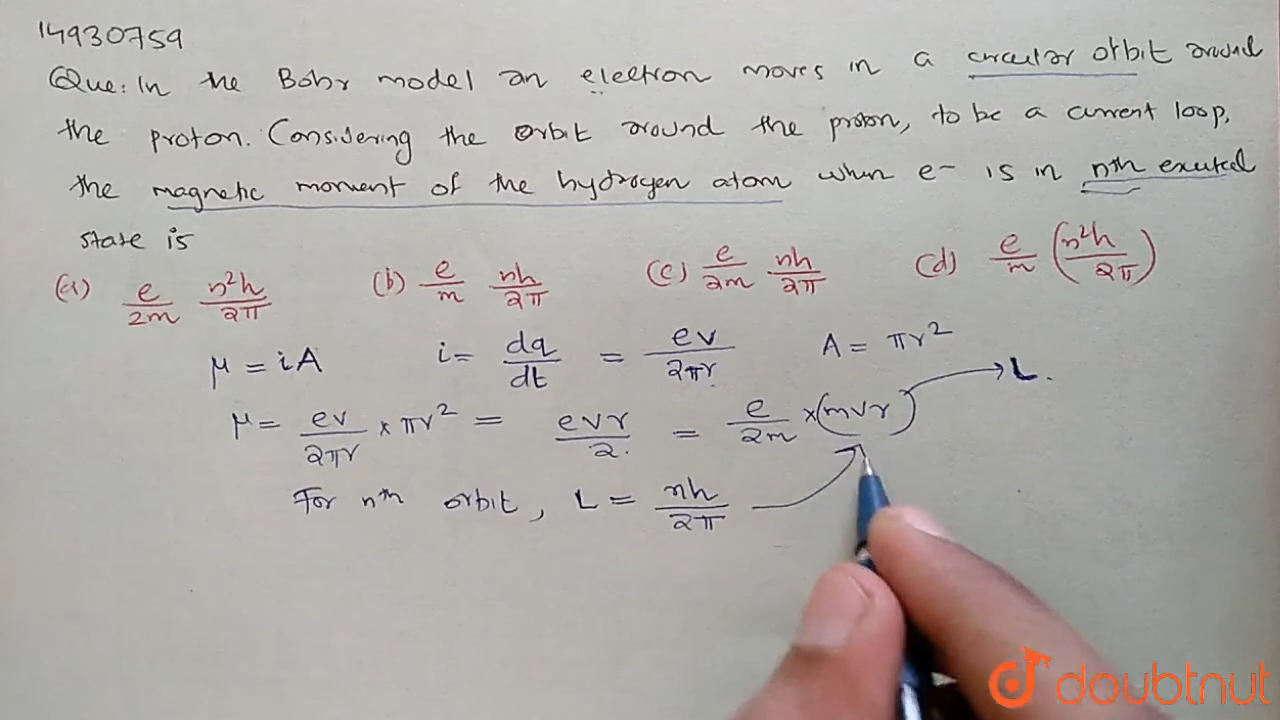 14930759
Que: In the Bohr model an electron moves in a circular orbit around
the proton. Considering the orbit around the proton, to be a current loop,
the magnetic moment of the hydrogen atom when e- is in nth excited
state is
(a) e/2m n²h/2π (b) e/m nh/2π (c) e/2m nh/2π (d) e/m (n²h/2π)
μ = iA i = dq/dt = ev/2πr A = πr²
μ = ev/2πr × πr² = evr/2 = e/2m × (mvr) → L.
For nth orbit, L = nh/2π
doubtnut